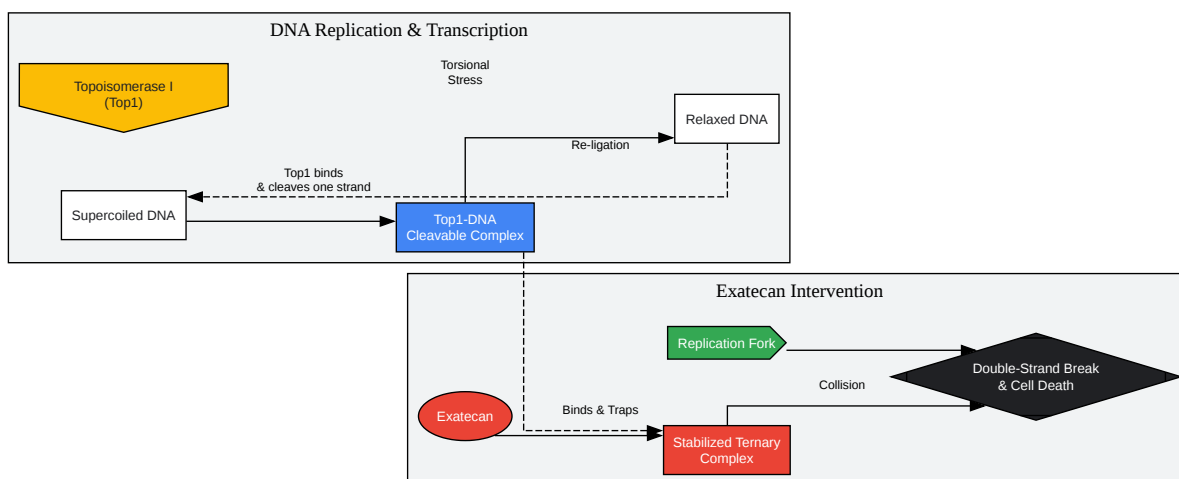 DNA Replication & Transcription
Topoisomerase I
(Top1)
Torsional
Stress
Relaxed DNA
Re-ligation
Top1 binds
& cleaves one strand
Supercoiled DNA
Top1-DNA
Cleavable Complex
Exatecan Intervention
Replication Fork
Double-Strand Break
& Cell Death
Collision
Exatecan
Binds & Traps
Stabilized Ternary
Complex